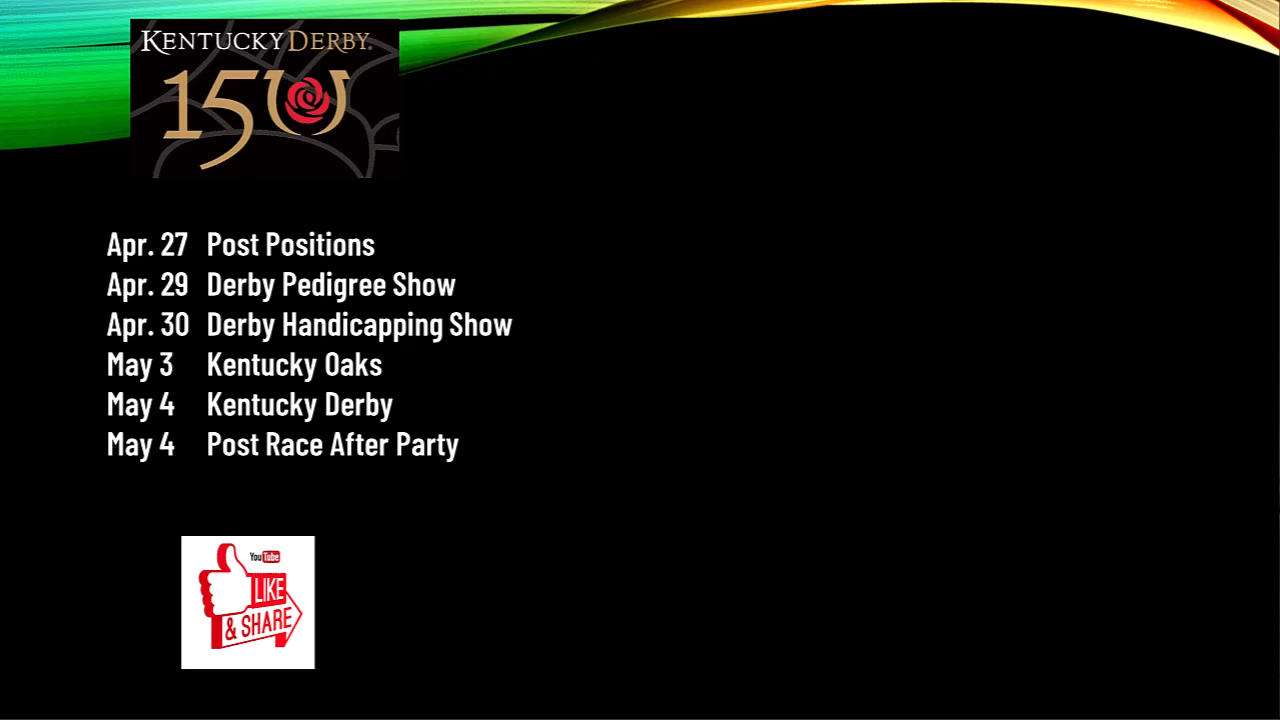 KENTUCKY DERBY®
150
Apr. 27 Post Positions
Apr. 29 Derby Pedigree Show
Apr. 30 Derby Handicapping Show
May 3 Kentucky Oaks
May 4 Kentucky Derby
May 4 Post Race After Party
YouTube
LIKE
& SHARE